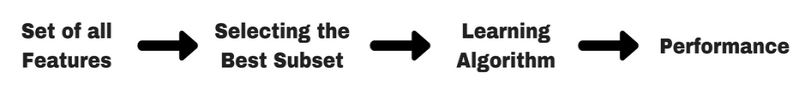 Set of all
Features
Selecting the
Best Subset
Learning
Algorithm
Performance